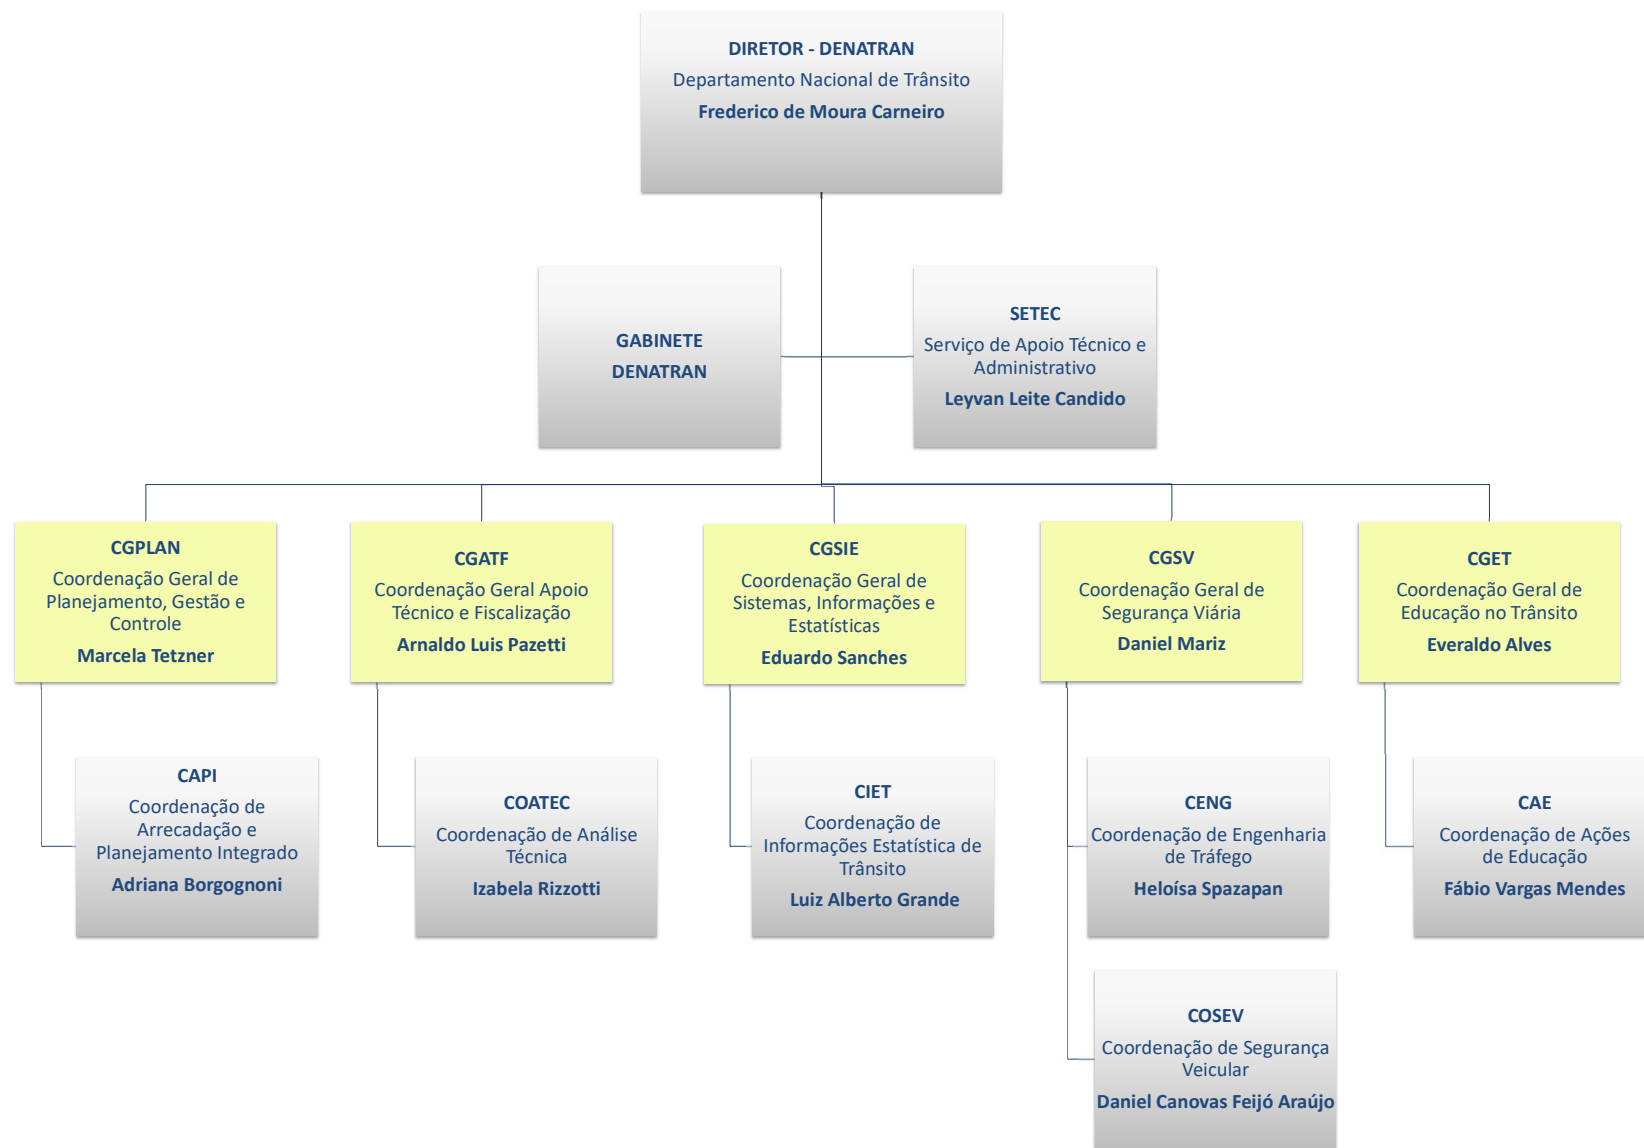 DIRETOR - DENATRAN
Departamento Nacional de Trânsito
Frederico de Moura Carneiro
GABINETE
DENATRAN
SETEC
Serviço de Apoio Técnico e
Administrativo
Leyvan Leite Candido
CGPLAN
Coordenação Geral de
Planejamento, Gestão e
Controle
Marcela Tetzner
CGATF
Coordenação Geral Apoio
Técnico e Fiscalização
Arnaldo Luis Pazetti
CGSIE
Coordenação Geral de
Sistemas, Informações e
Estatísticas
Eduardo Sanches
CGSV
Coordenação Geral de
Segurança Viária
Daniel Mariz
CGET
Coordenação Geral de
Educação no Trânsito
Everaldo Alves
CAPI
Coordenação de
Arrecadação e
Planejamento Integrado
Adriana Borgognoni
COATEC
Coordenação de Análise
Técnica
Izabela Rizzotti
CIET
Coordenação de
Informações Estatística de
Trânsito
Luiz Alberto Grande
CENG
Coordenação de Engenharia
de Tráfego
Heloísa Spazapan
CAE
Coordenação de Ações
de Educação
Fábio Vargas Mendes
COSEV
Coordenação de Segurança
Veicular
Daniel Canovas Feijó Araújo